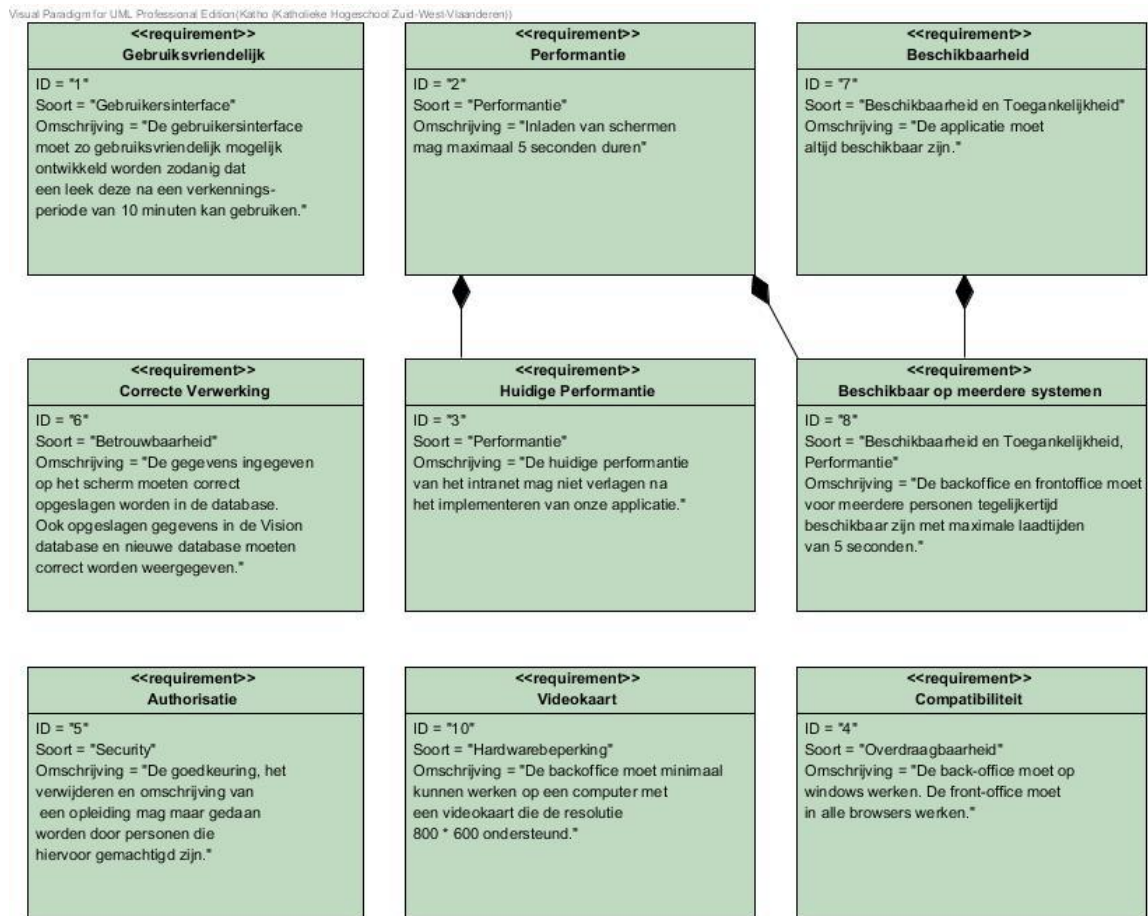 Visual Paradigm for UML Professional Edition(Katho (Katholieke Hogeschool Zuid-West-Vlaanderen))
<<requirement>>
Gebruiksvriendelijk
ID = "1"
Soort = "Gebruikersinterface"
Omschrijving = "De gebruikersinterface
moet zo gebruiksvriendelijk mogelijk
ontwikkeld worden zodanig dat
een leek deze na een verkennings-
periode van 10 minuten kan gebruiken."
<<requirement>>
Performantie
ID = "2"
Soort = "Performantie"
Omschrijving = "Inladen van schermen
mag maximaal 5 seconden duren"
<<requirement>>
Beschikbaarheid
ID = "7"
Soort = "Beschikbaarheid en Toegankelijkheid"
Omschrijving = "De applicatie moet
altijd beschikbaar zijn."
<<requirement>>
Correcte Verwerking
ID = "6"
Soort = "Betrouwbaarheid"
Omschrijving = "De gegevens ingegeven
op het scherm moeten correct
opgeslagen worden in de database.
Ook opgeslagen gegevens in de Vision
database en nieuwe database moeten
correct worden weergegeven."
<<requirement>>
Huidige Performantie
ID = "3"
Soort = "Performantie"
Omschrijving = "De huidige performantie
van het intranet mag niet verlagen na
het implementeren van onze applicatie."
<<requirement>>
Beschikbaar op meerdere systemen
ID = "8"
Soort = "Beschikbaarheid en Toegankelijkheid,
Performantie"
Omschrijving = "De backoffice en frontoffice moet
voor meerdere personen tegelijkertijd
beschikbaar zijn met maximale laadtijden
van 5 seconden."
<<requirement>>
Authorisatie
ID = "5"
Soort = "Security"
Omschrijving = "De goedkeuring, het
verwijderen en omschrijving van
een opleiding mag maar gedaan
worden door personen die
hiervoor gemachtigd zijn."
<<requirement>>
Videokaart
ID = "10"
Soort = "Hardwarebeperking"
Omschrijving = "De backoffice moet minimaal
kunnen werken op een computer met
een videokaart die de resolutie
800 * 600 ondersteund."
<<requirement>>
Compatibiliteit
ID = "4"
Soort = "Overdraagbaarheid"
Omschrijving = "De back-office moet op
windows werken. De front-office moet
in alle browsers werken."